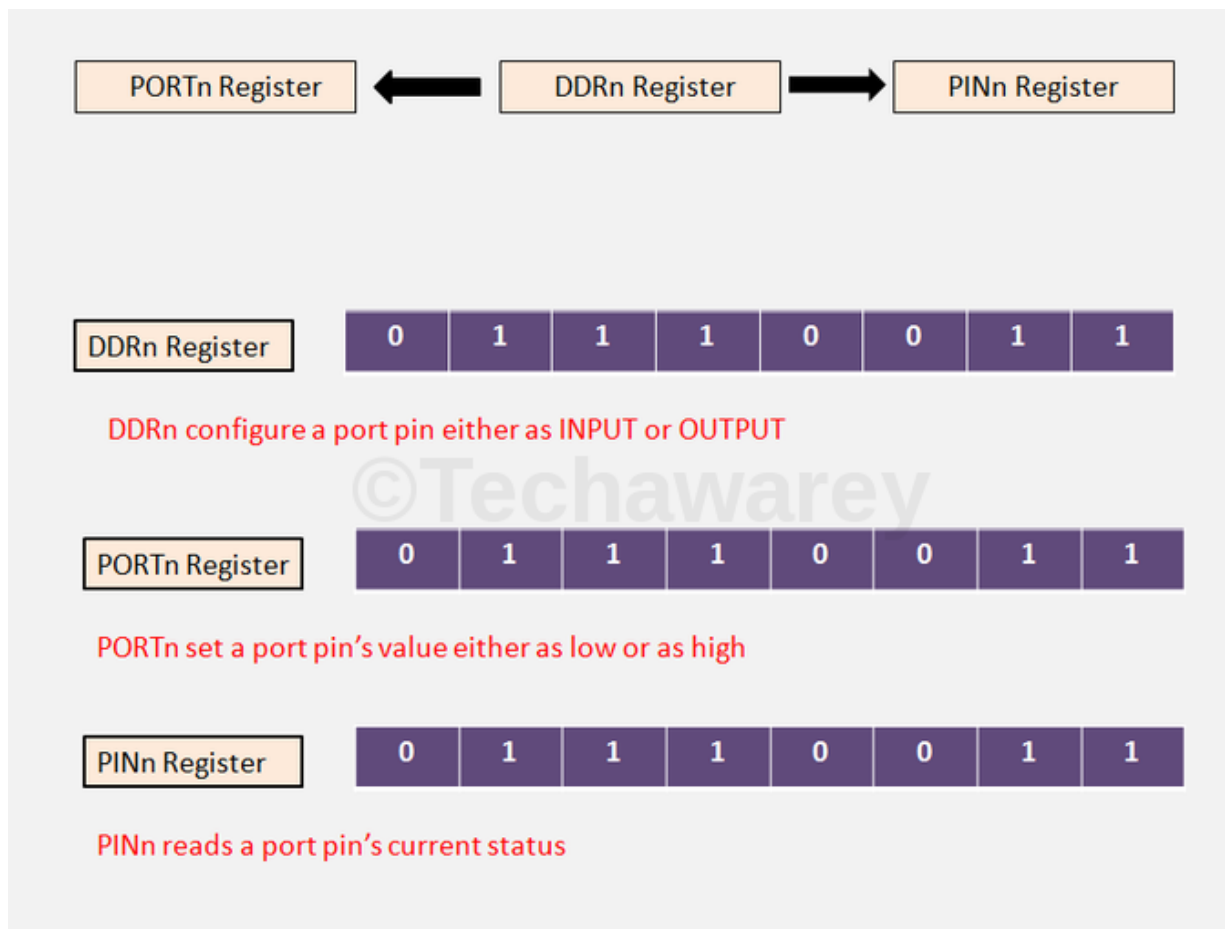 PORTn Register DDRn Register PINn Register
DDRn Register 0 1 1 1 0 0 1 1
DDRn configure a port pin either as INPUT or OUTPUT
©Techawarey
PORTn Register 0 1 1 1 0 0 1 1
PORTn set a port pin’s value either as low or as high
PINn Register 0 1 1 1 0 0 1 1
PINn reads a port pin’s current status